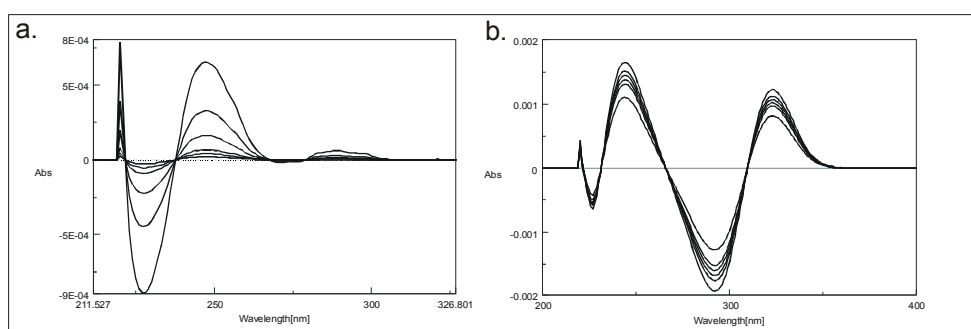 a.
8E-04
5E-04
0
Abs
-5E-04
-9E-04
211.527
250
300
326.801
Wavelength[nm]
b.
0.002
0.001
0
Abs
-0.001
-0.002
200
300
400
Wavelength[nm]